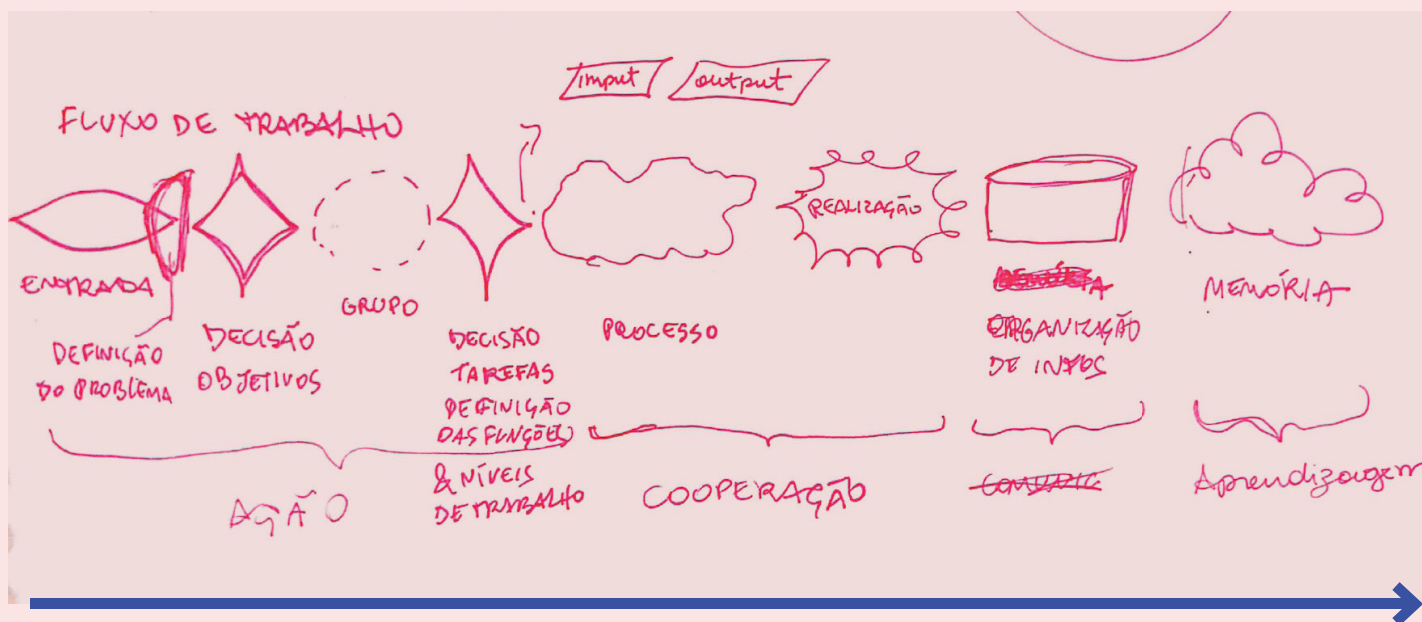 Imput
output
FLUXO DE TRABALHO
REALIZAÇÃO
ENTRADA
DEFINIÇÃO
DO PROBLEMA
DECISÃO
OBJETIVOS
GRUPO
DECISÃO
TAREFAS
DEFINIÇÃO
DAS FUNÇÕES
& NÍVEIS
DE TRABALHO
PROCESSO
ORGANIZAÇÃO
DE INFOS
MEMÓRIA
AÇÃO
COOPERAÇÃO
Aprendizagem